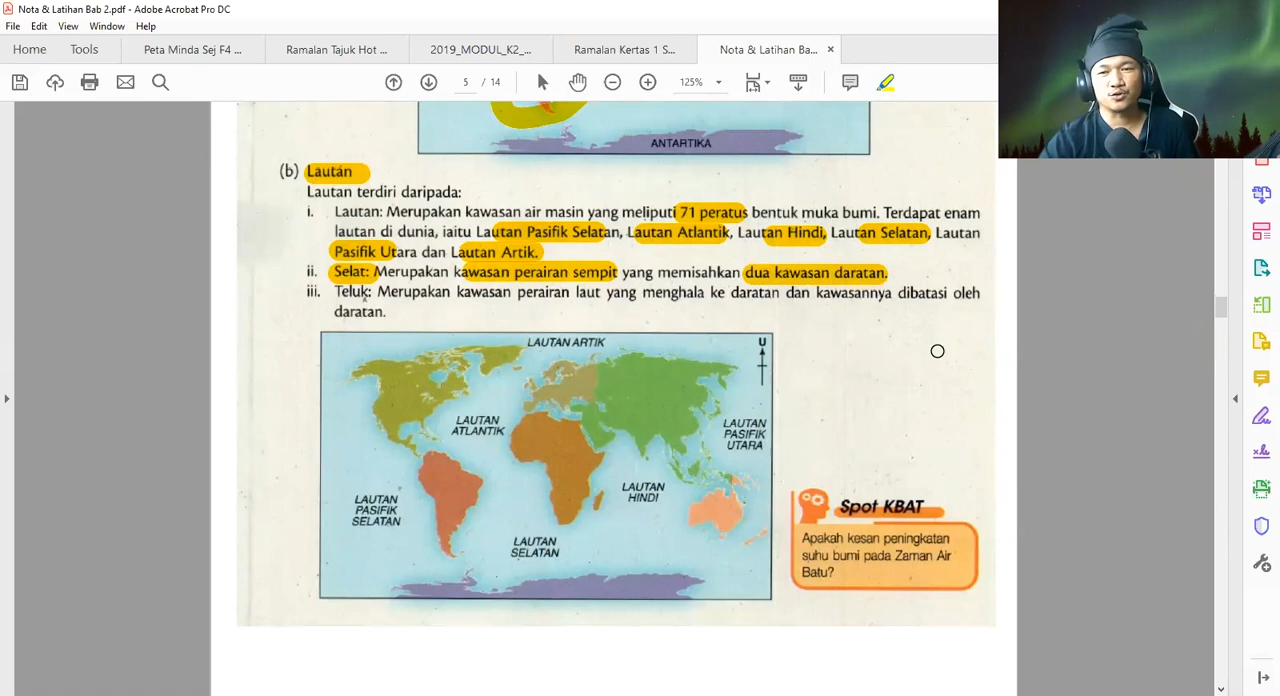 Nota & Latihan Bab 2.pdf - Adobe Acrobat Pro DC
File Edit View Window Help
Home Tools Peta Minda Sej F4 ... Ramalan Tajuk Hot ... 2019_MODUL_K2_... Ramalan Kertas 1 S... Nota & Latihan Ba... ×
5 / 14 125%
ANTARTIKA
(b) Lautan
Lautan terdiri daripada:
i. Lautan: Merupakan kawasan air masin yang meliputi 71 peratus bentuk muka bumi. Terdapat enam
lautan di dunia, iaitu Lautan Pasifik Selatan, Lautan Atlantik, Lautan Hindi, Lautan Selatan, Lautan
Pasifik Utara dan Lautan Artik.
ii. Selat: Merupakan kawasan perairan sempit yang memisahkan dua kawasan daratan.
iii. Teluk: Merupakan kawasan perairan laut yang menghala ke daratan dan kawasannya dibatasi oleh
daratan.
LAUTAN ARTIK
U
LAUTAN
ATLANTIK
LAUTAN
PASIFIK
UTARA
LAUTAN
HINDI
LAUTAN
PASIFIK
SELATAN
LAUTAN
SELATAN
Spot KBAT
Apakah kesan peningkatan
suhu bumi pada Zaman Air
Batu?